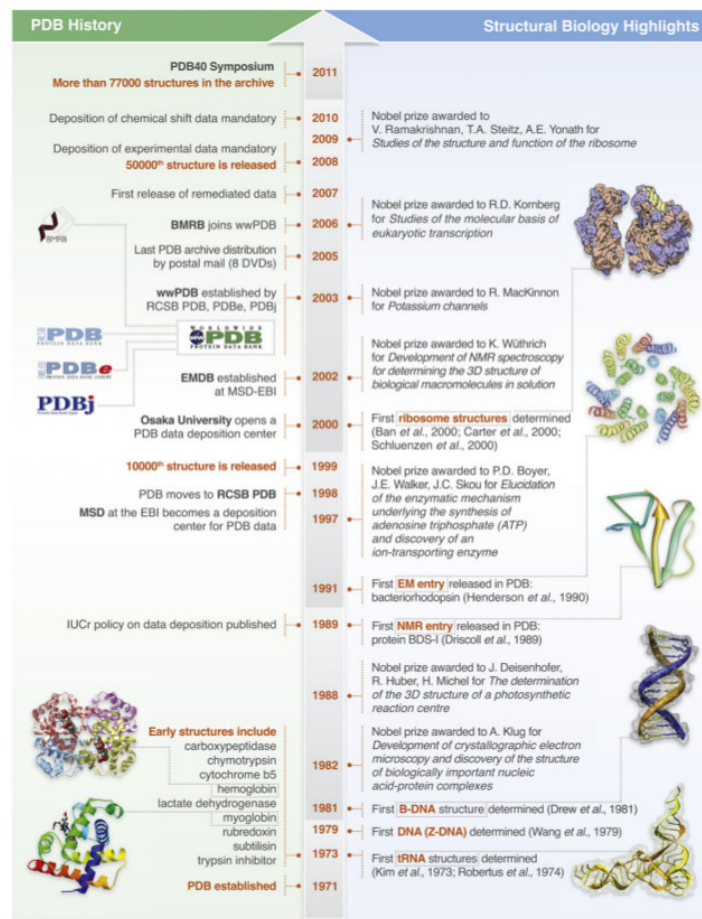 PDB History
Structural Biology Highlights
PDB40 Symposium
More than 77000 structures in the archive
2011
Deposition of chemical shift data mandatory
2010
Nobel prize awarded to
V. Ramakrishnan, T.A. Steitz, A.E. Yonath for
Studies of the structure and function of the ribosome
2009
Deposition of experimental data mandatory
50000th structure is released
2008
First release of remediated data
2007
BMRB joins wwPDB
2006
Nobel prize awarded to R.D. Kornberg
for Studies of the molecular basis of
eukaryotic transcription
BMRB
Last PDB archive distribution
by postal mail (8 DVDs)
2005
wwPDB established by
RCSB PDB, PDBe, PDBj
2003
Nobel prize awarded to R. MacKinnon
for Potassium channels
WORLDWIDE
wwPDB
PROTEIN DATA BANK
PDB
PROTEIN DATA BANK
PDBe
PDBj
EMDB established
at MSD-EBI
2002
Nobel prize awarded to K. Wüthrich
for Development of NMR spectroscopy
for determining the 3D structure of
biological macromolecules in solution
Osaka University opens a
PDB data deposition center
2000
First ribosome structures determined
(Ban et al., 2000; Carter et al., 2000;
Schluenzen et al., 2000)
10000th structure is released
1999
PDB moves to RCSB PDB
1998
MSD at the EBI becomes a deposition
center for PDB data
1997
Nobel prize awarded to P.D. Boyer,
J.E. Walker, J.C. Skou for Elucidation
of the enzymatic mechanism
underlying the synthesis of
adenosine triphosphate (ATP)
and discovery of an
ion-transporting enzyme
1991
First EM entry released in PDB:
bacteriorhodopsin (Henderson et al., 1990)
IUCr policy on data deposition published
1989
First NMR entry released in PDB:
protein BDS-I (Driscoll et al., 1989)
1988
Nobel prize awarded to J. Deisenhofer,
R. Huber, H. Michel for The determination
of the 3D structure of a photosynthetic
reaction centre
1982
Nobel prize awarded to A. Klug for
Development of crystallographic electron
microscopy and discovery of the structure
of biologically important nucleic
acid-protein complexes
1981
First B-DNA structure determined (Drew et al., 1981)
1979
First DNA (Z-DNA) determined (Wang et al., 1979)
Early structures include
carboxypeptidase
chymotrypsin
cytochrome b5
hemoglobin
lactate dehydrogenase
myoglobin
rubredoxin
subtilisin
trypsin inhibitor
1973
First tRNA structures determined
(Kim et al., 1973; Robertus et al., 1974)
PDB established
1971